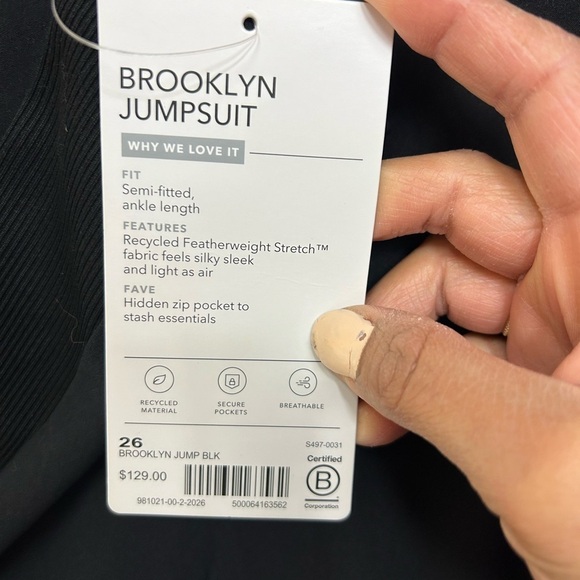 BROOKLYN
JUMPSUIT
WHY WE LOVE IT
FIT
Semi-fitted,
ankle length
FEATURES
Recycled Featherweight Stretch™
fabric feels silky sleek
and light as air
FAVE
Hidden zip pocket to
stash essentials
RECYCLED
MATERIAL
SECURE
POCKETS
BREATHABLE
26
S497-0031
BROOKLYN JUMP BLK
$129.00
981021-00-2-2026
500064163562
Certified
B
Corporation